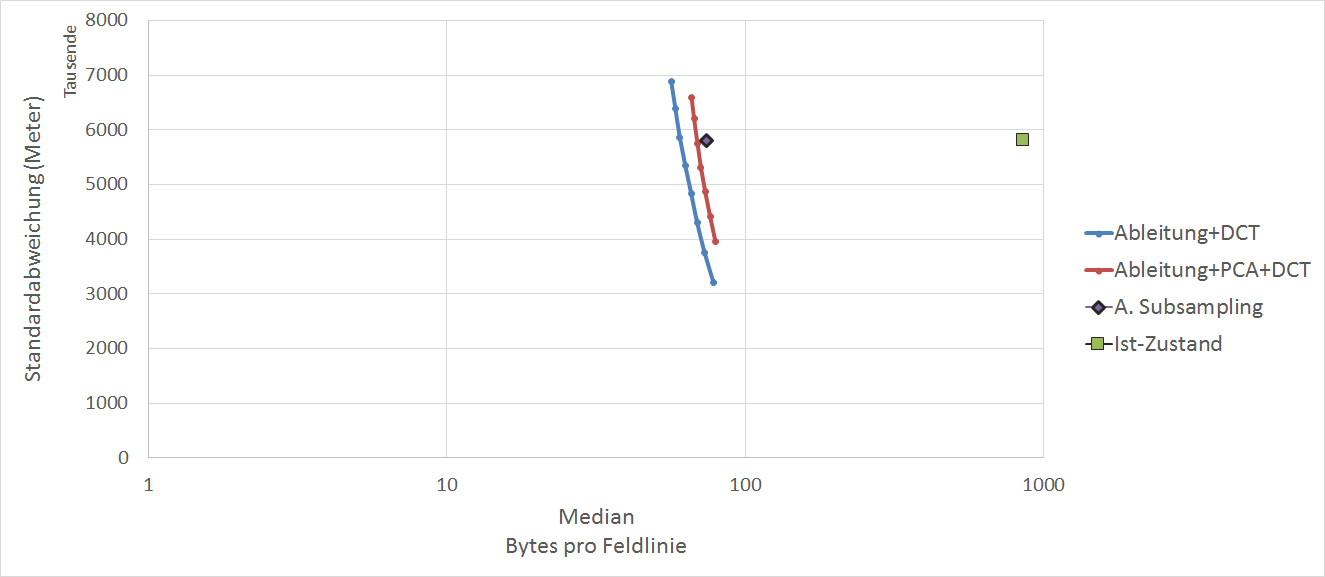 Standardabweichung (Meter)
Tausende
8000
7000
6000
5000
4000
3000
2000
1000
0
1
10
100
1000
Median
Bytes pro Feldlinie
Ableitung+DCT
Ableitung+PCA+DCT
A. Subsampling
Ist-Zustand